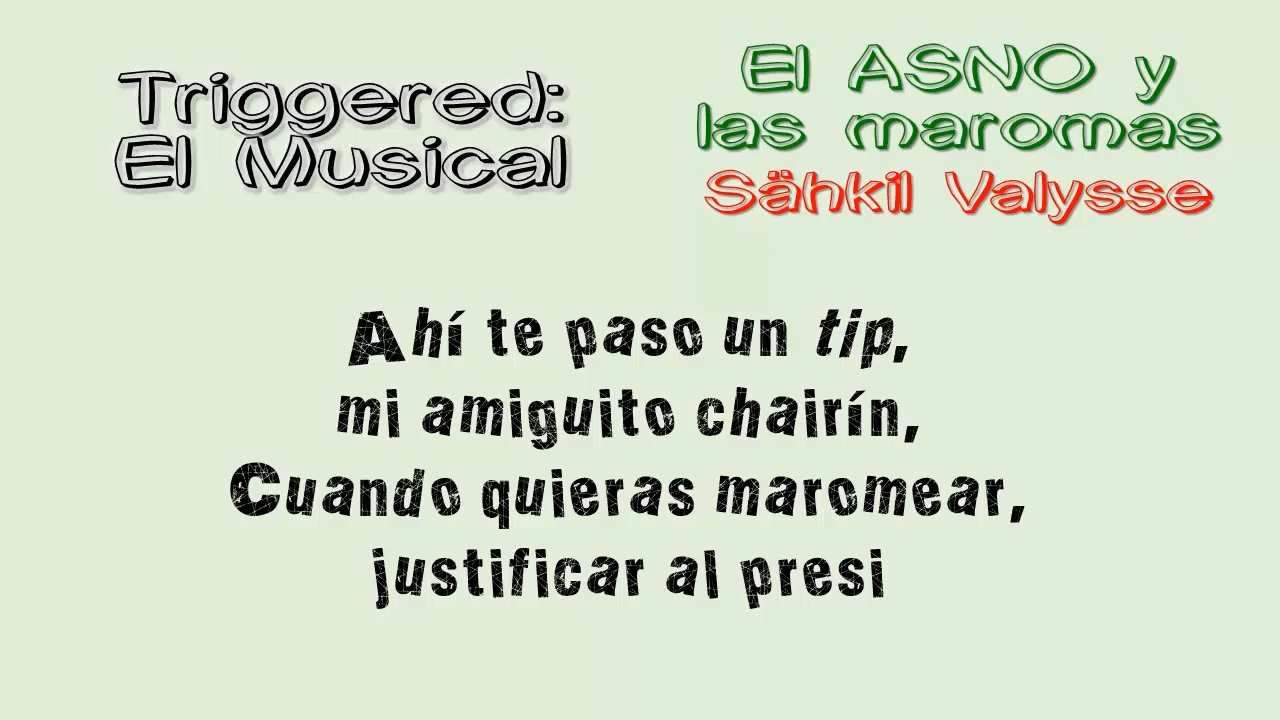 Triggered:
El Musical
El ASNO y
las maromas
Sähkil Valysse
Ahí te paso un tip,
mi amiguito chairín,
Cuando quieras maromear,
justificar al presi